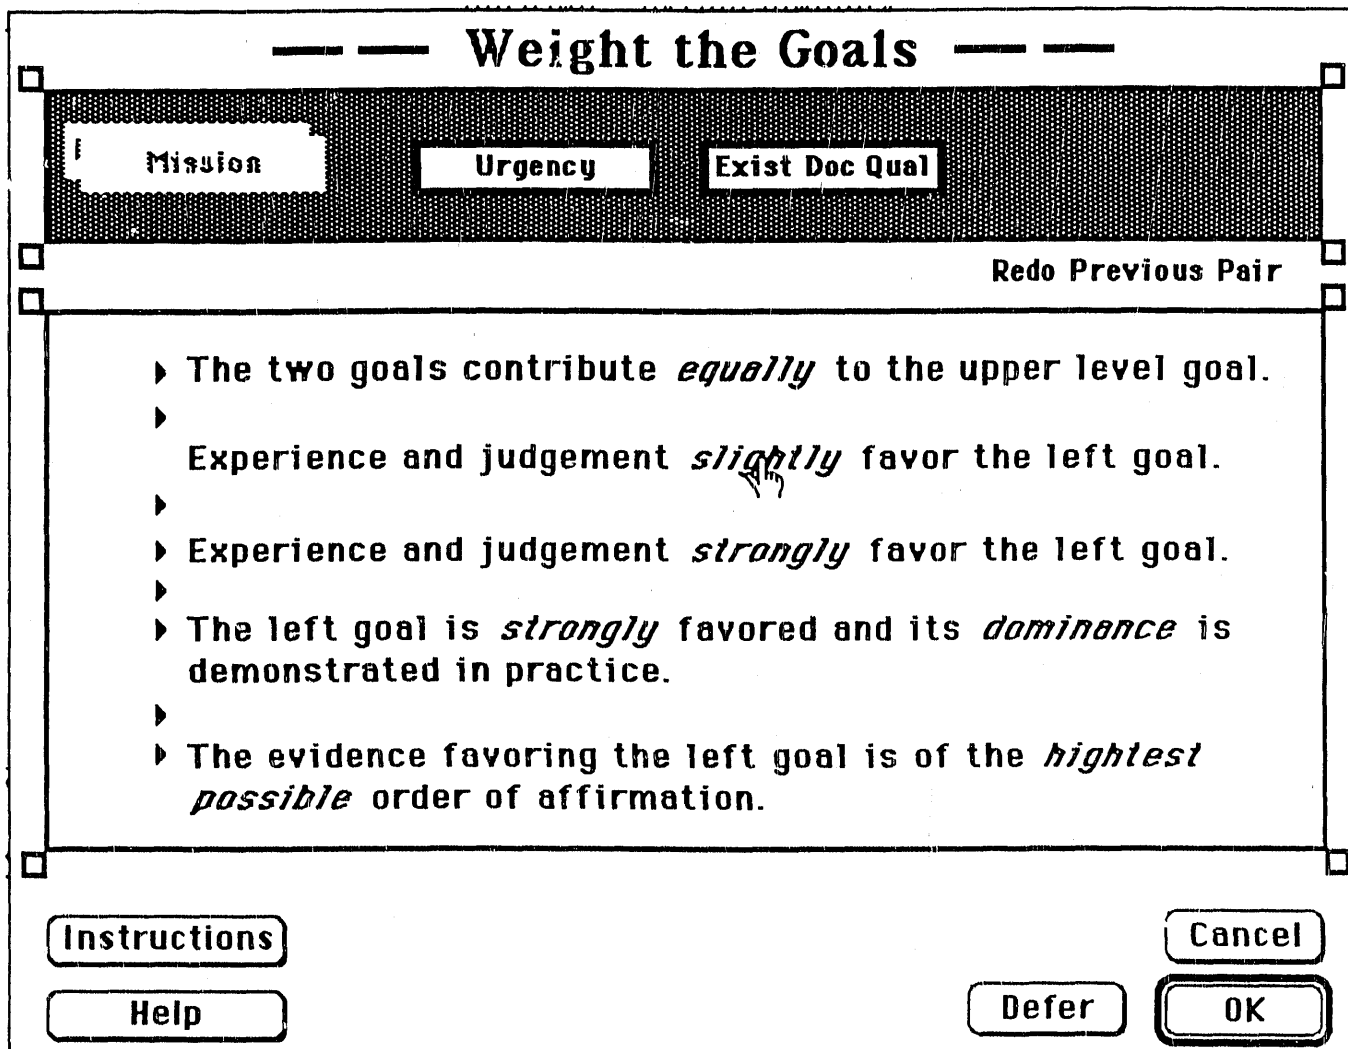 Weight the Goals
Mission
Urgency
Exist Doc Qual
Redo Previous Pair
The two goals contribute equally to the upper level goal.
Experience and judgement slightly favor the left goal.
Experience and judgement strongly favor the left goal.
The left goal is strongly favored and its dominance is
demonstrated in practice.
The evidence favoring the left goal is of the hightest
possible order of affirmation.
Instructions
Cancel
Help
Defer
OK